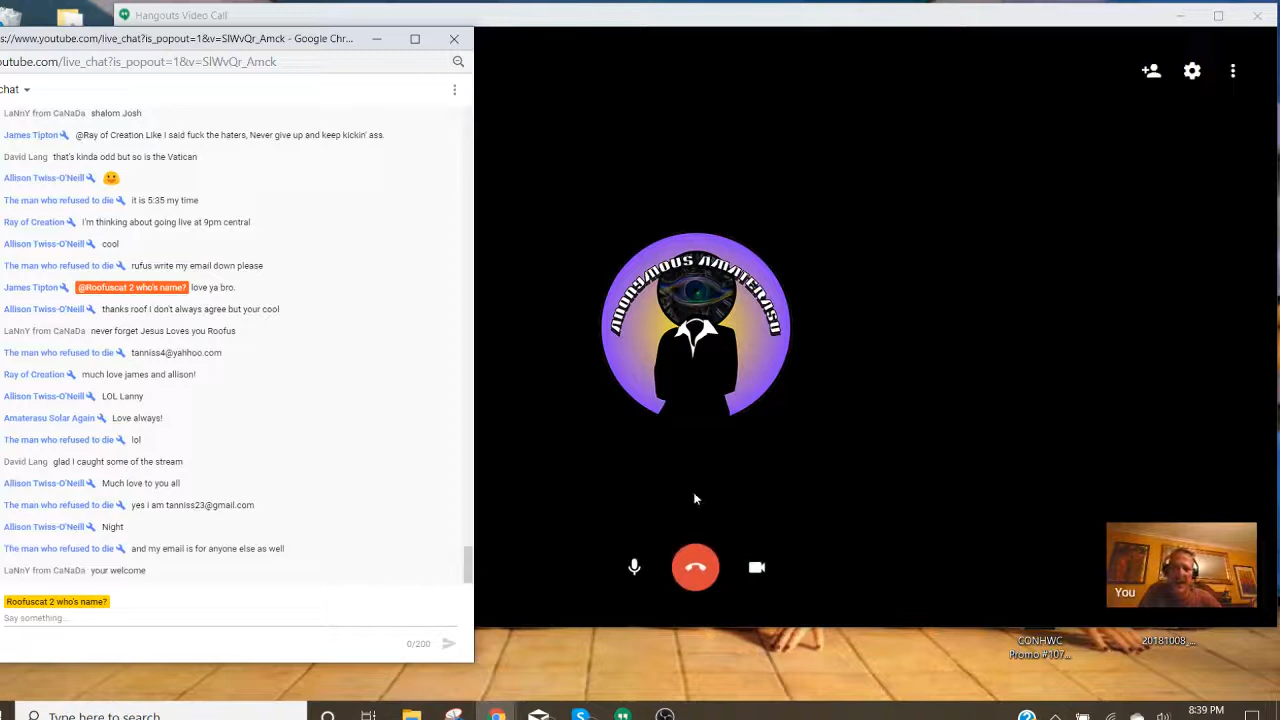 Hangouts Video Call
s://www.youtube.com/live_chat?is_popout=1&v=SlWvQr_Amck - Google Chr...
outube.com/live_chat?is_popout=1&v=SlWvQr_Amck
chat
LaNnY from CaNaDa shalom Josh
James Tipton @Ray of Creation Like I said fuck the haters, Never give up and keep kickin' ass.
David Lang that's kinda odd but so is the Vatican
Allison Twiss-O'Neill
The man who refused to die it is 5:35 my time
Ray of Creation I'm thinking about going live at 9pm central
Allison Twiss-O'Neill cool
The man who refused to die rufus write my email down please
James Tipton @Roofuscat 2 who's name? love ya bro.
Allison Twiss-O'Neill thanks roof I don't always agree but your cool
LaNnY from CaNaDa never forget Jesus Loves you Roofus
The man who refused to die tanniss4@yahhoo.com
Ray of Creation much love james and allison!
Allison Twiss-O'Neill LOL Lanny
Amaterasu Solar Again Love always!
The man who refused to die lol
David Lang glad I caught some of the stream
Allison Twiss-O'Neill Much love to you all
The man who refused to die yes i am tanniss23@gmail.com
Allison Twiss-O'Neill Night
The man who refused to die and my email is for anyone else as well
LaNnY from CaNaDa your welcome
Roofuscat 2 who's name?
Say something...
0/200
ANONYMOUS AMATERASU
You
CONHWC
Promo #107...
20181008_...
Type here to search
8:39 PM